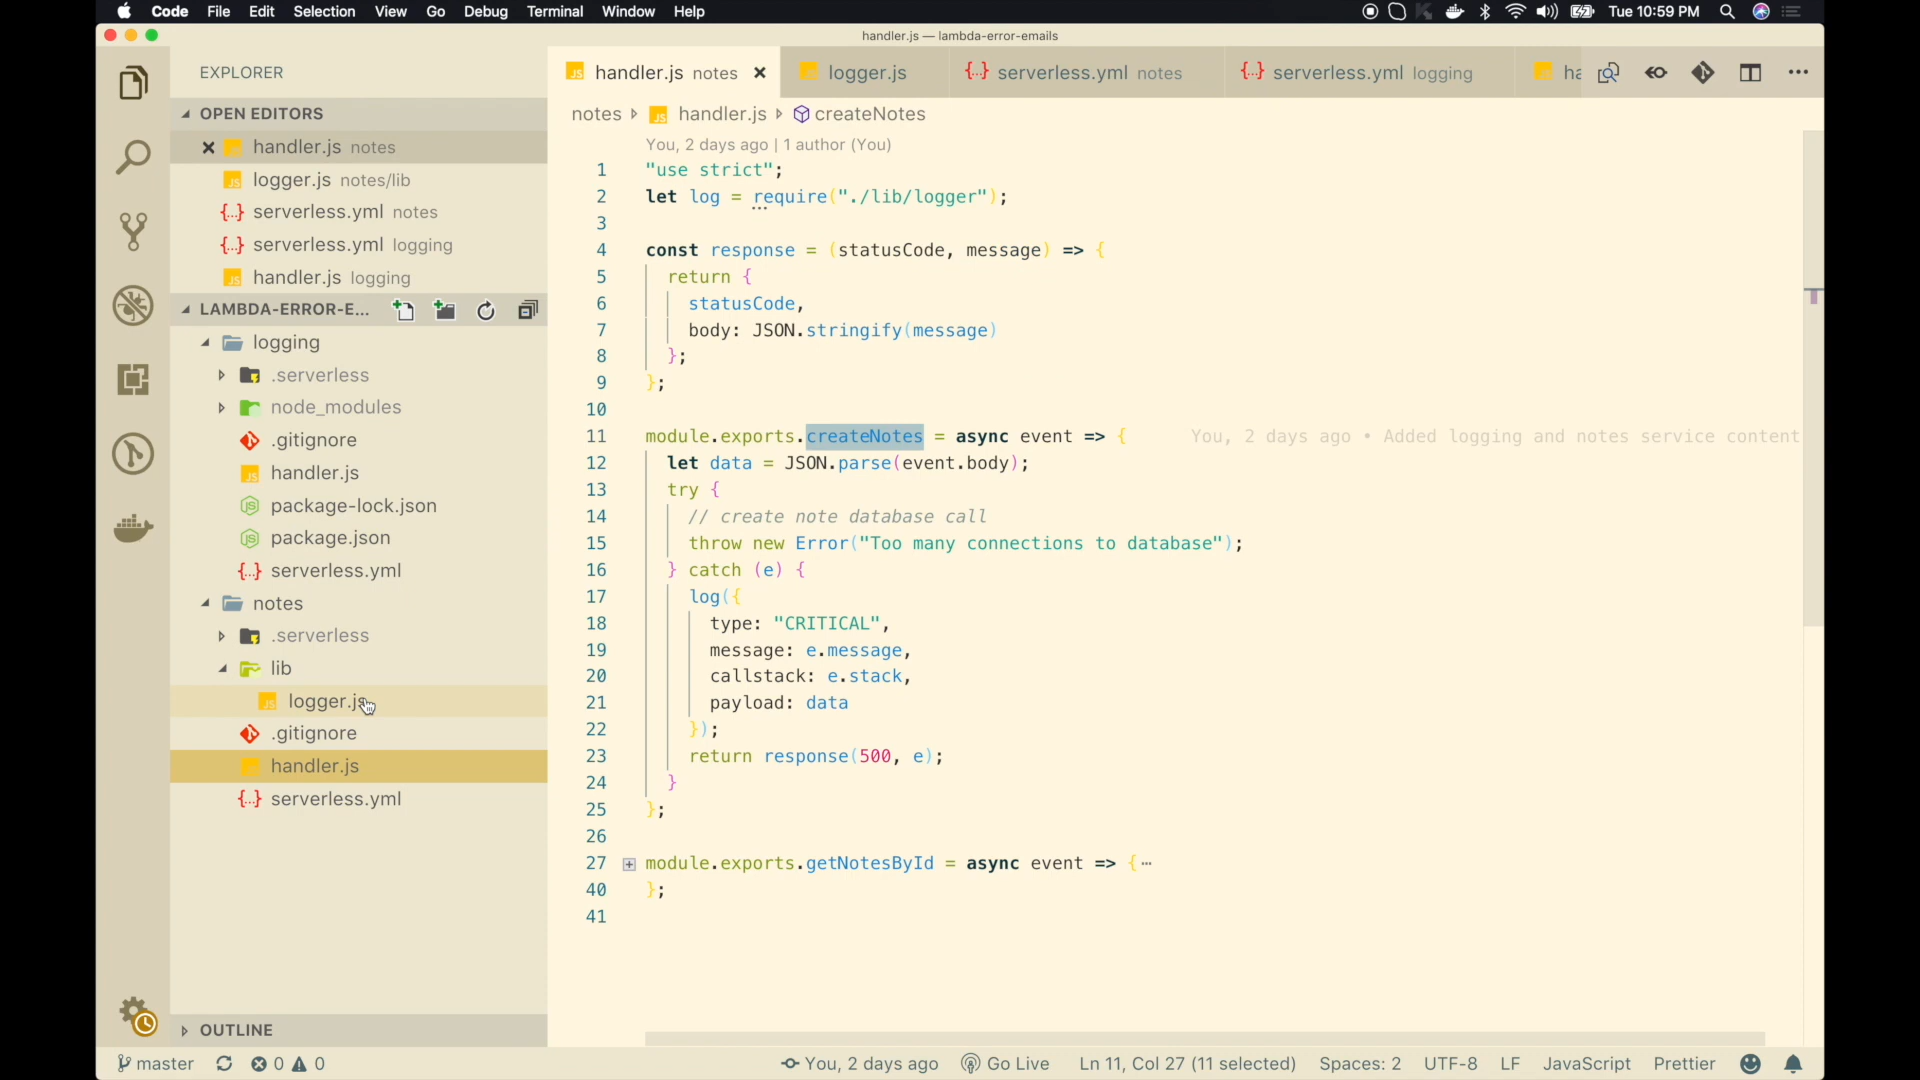 Code File Edit Selection View Go Debug Terminal Window Help
Tue 10:59 PM
handler.js — lambda-error-emails
EXPLORER
OPEN EDITORS
handler.js notes
logger.js notes/lib
serverless.yml notes
serverless.yml logging
handler.js logging
LAMBDA-ERROR-E...
logging
.serverless
node_modules
.gitignore
handler.js
package-lock.json
package.json
serverless.yml
notes
.serverless
lib
logger.js
.gitignore
handler.js
serverless.yml
OUTLINE
handler.js notes
logger.js
serverless.yml notes
serverless.yml logging
ha
notes handler.js createNotes
You, 2 days ago | 1 author (You)
1 "use strict";
2 let log = require("./lib/logger");
3
4 const response = (statusCode, message) => {
5 return {
6 statusCode,
7 body: JSON.stringify(message)
8 };
9 };
10
11 module.exports.createNotes = async event => { You, 2 days ago • Added logging and notes service content
12 let data = JSON.parse(event.body);
13 try {
14 // create note database call
15 throw new Error("Too many connections to database");
16 } catch (e) {
17 log({
18 type: "CRITICAL",
19 message: e.message,
20 callstack: e.stack,
21 payload: data
22 });
23 return response(500, e);
24 }
25 };
26
27 module.exports.getNotesById = async event => {⋯
40 };
41
master 0 0 You, 2 days ago Go Live Ln 11, Col 27 (11 selected) Spaces: 2 UTF-8 LF JavaScript Prettier